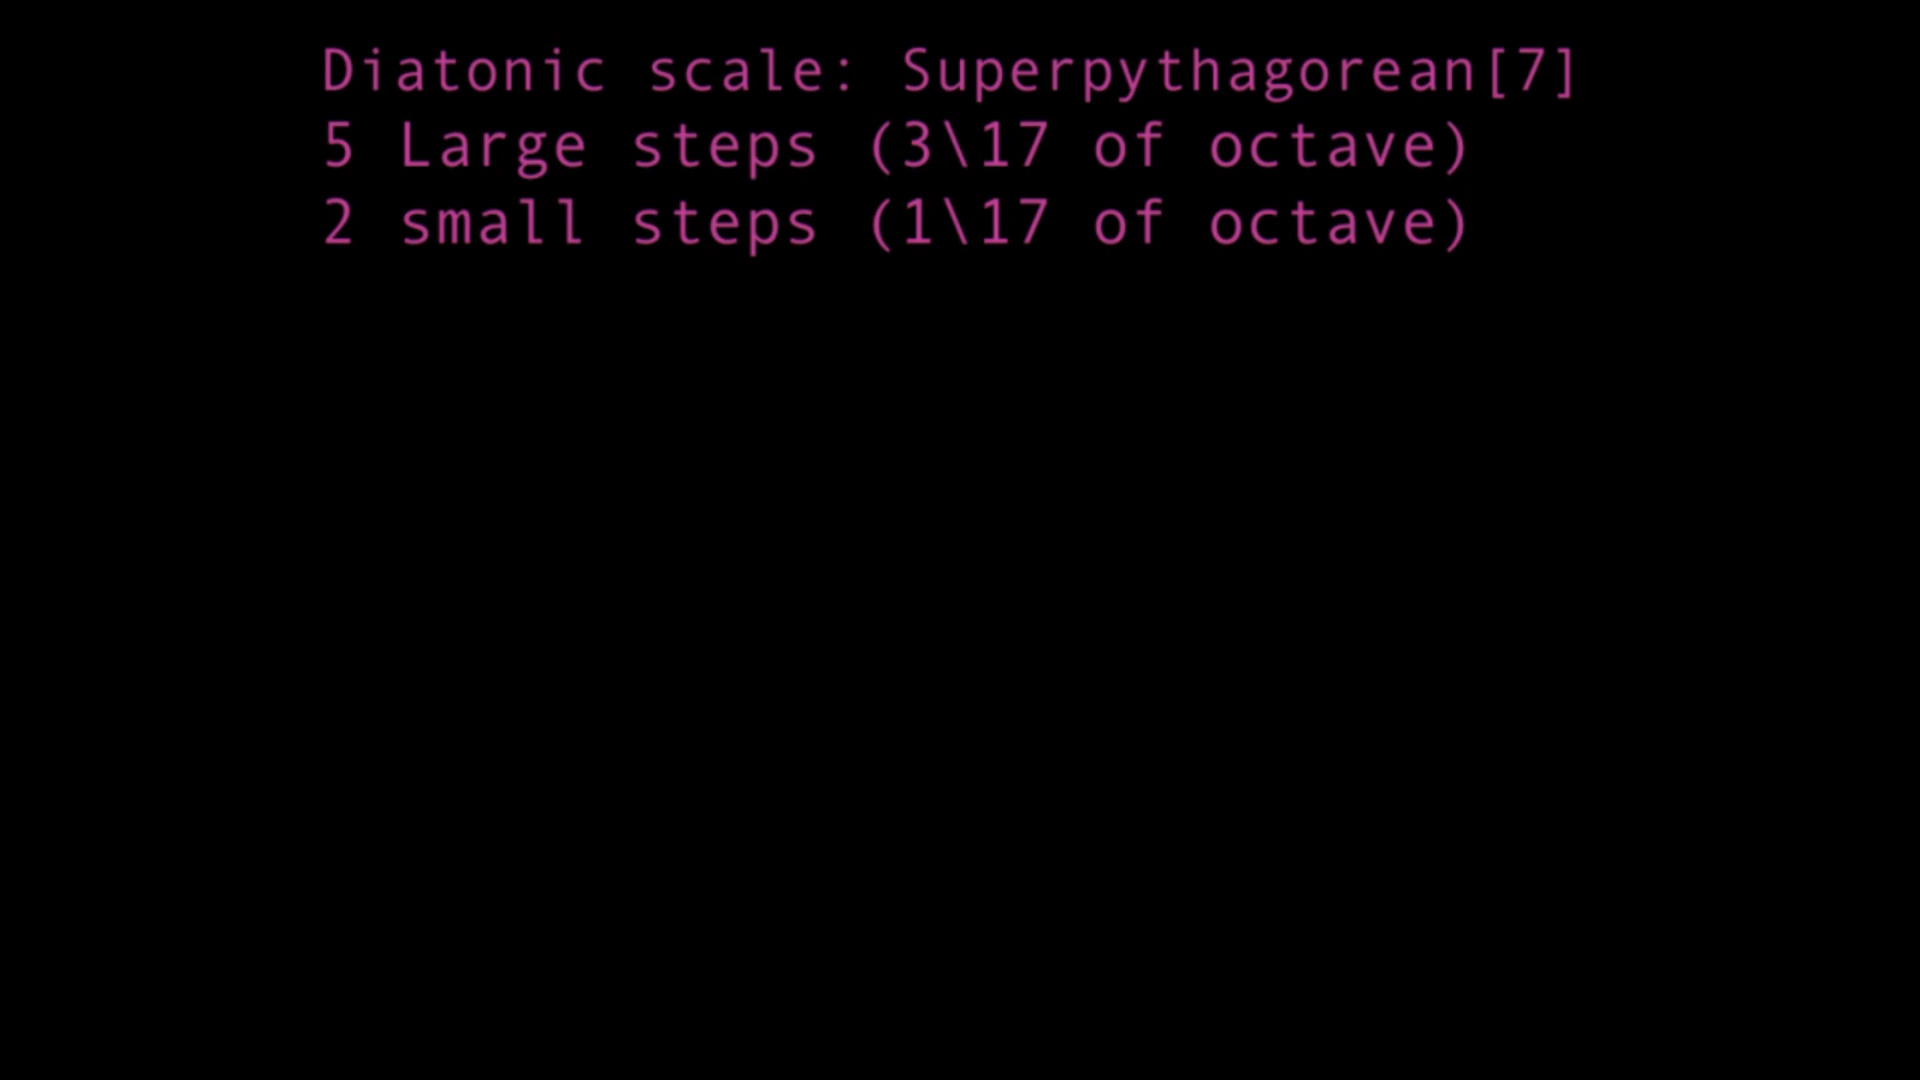 Diatonic scale: Superpythagorean[7]
5 Large steps (3\17 of octave)
2 small steps (1\17 of octave)